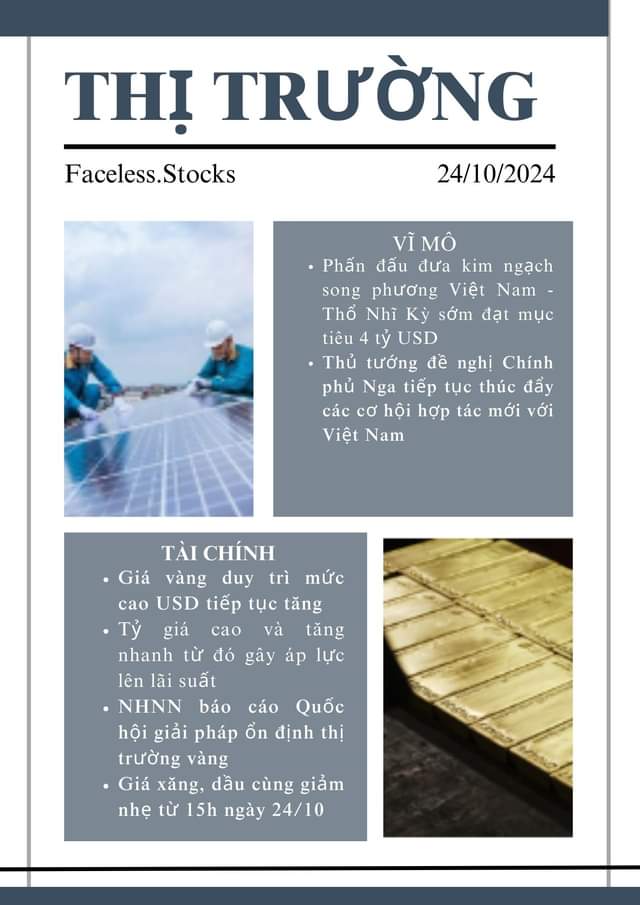 THỊ TRƯỜNG
Faceless.Stocks
24/10/2024
VĨ MÔ
• Phấn đấu đưa kim ngạch
song phương Việt Nam -
Thổ Nhĩ Kỳ sớm đạt mục
tiêu 4 tỷ USD
• Thủ tướng đề nghị Chính
phủ Nga tiếp tục thúc đẩy
các cơ hội hợp tác mới với
Việt Nam
TÀI CHÍNH
• Giá vàng duy trì mức
cao USD tiếp tục tăng
• Tỷ giá cao và tăng
nhanh từ đó gây áp lực
lên lãi suất
• NHNN báo cáo Quốc
hội giải pháp ổn định thị
trường vàng
• Giá xăng, dầu cùng giảm
nhẹ từ 15h ngày 24/10